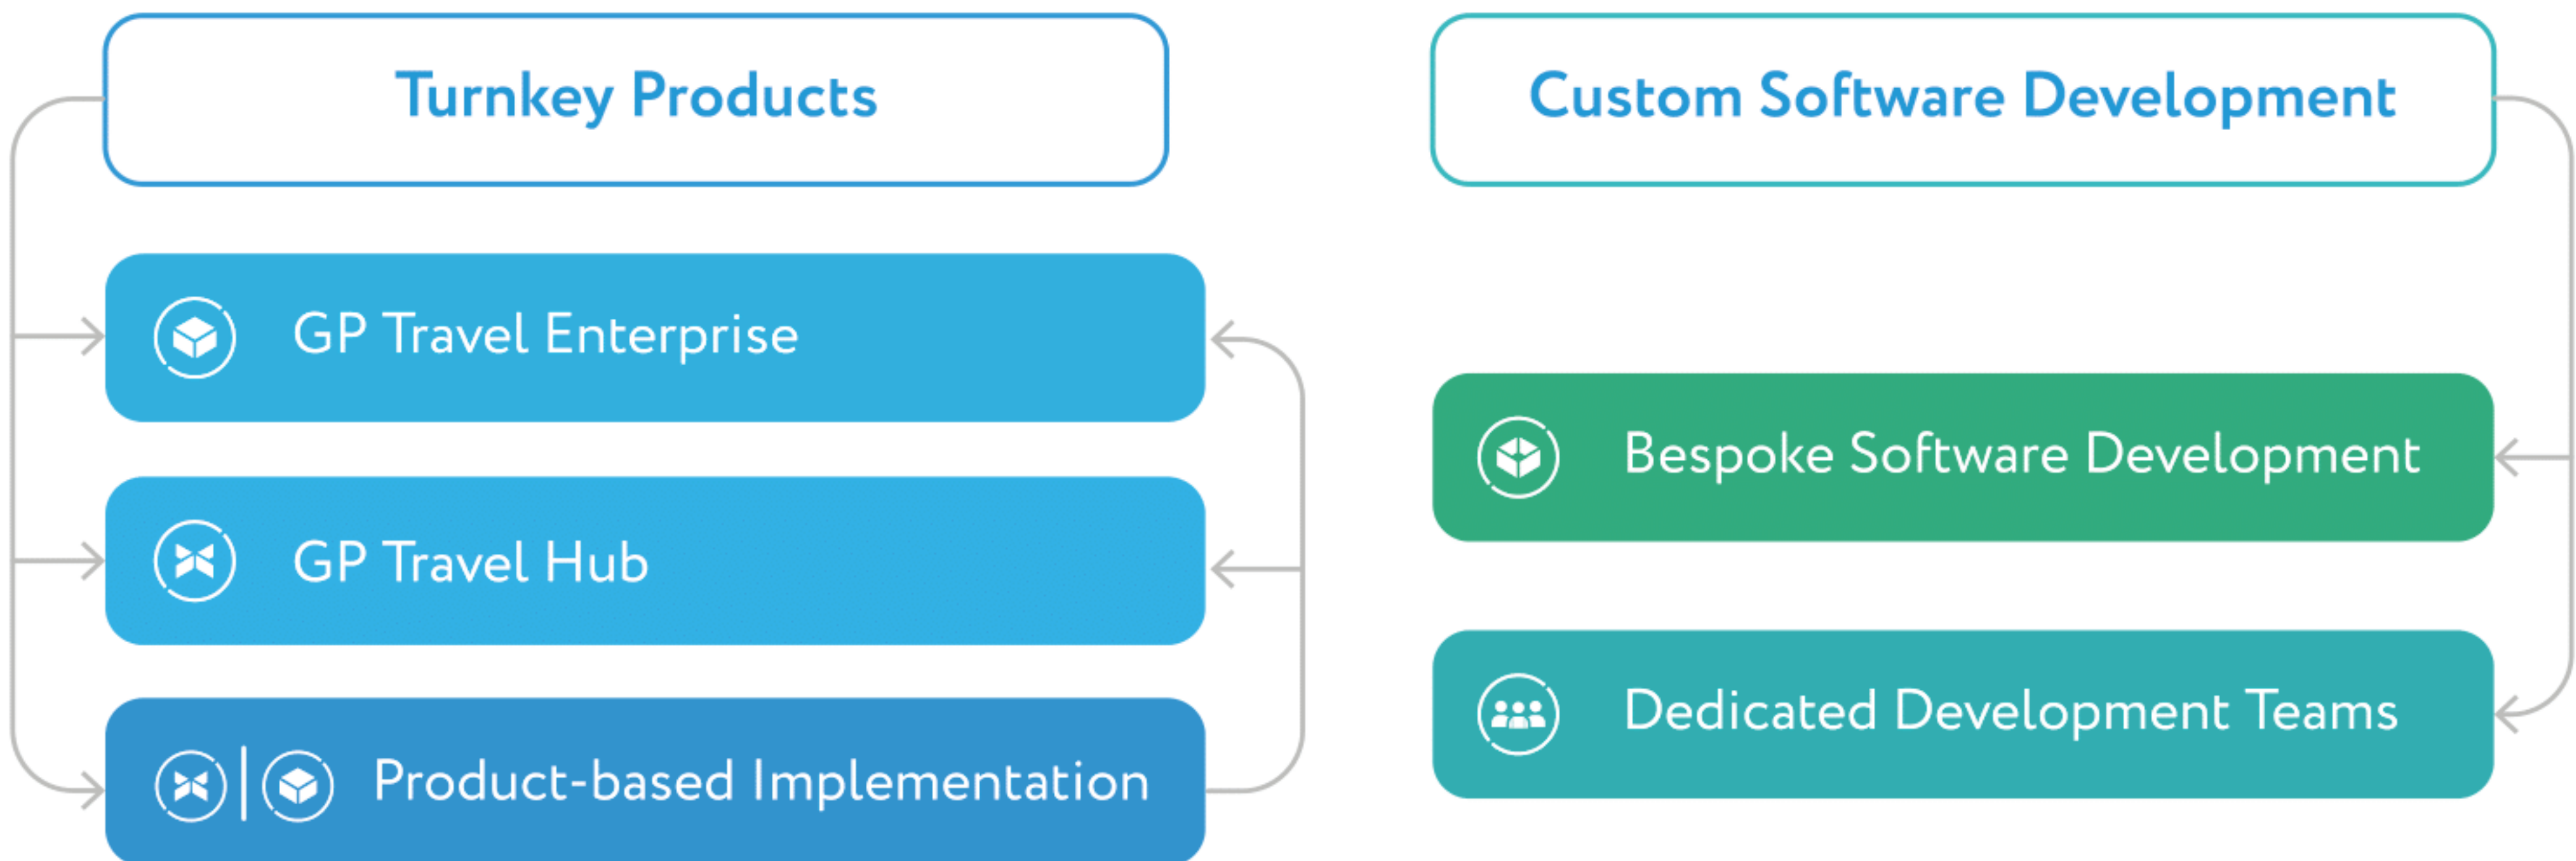 Turnkey Products
GP Travel Enterprise
GP Travel Hub
Product-based Implementation
Custom Software Development
Bespoke Software Development
Dedicated Development Teams